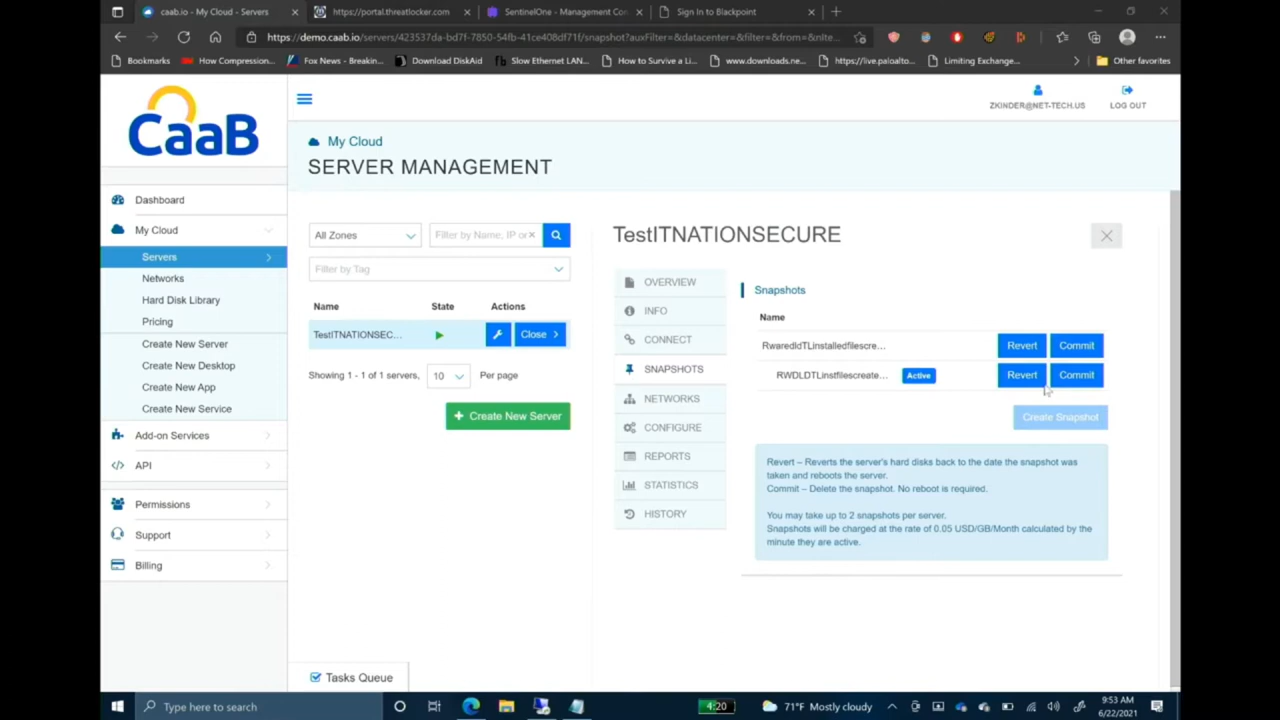 caab.io - My Cloud - Servers
https://portal.threatlocker.com
SentinelOne - Management Con...
Sign In to Blackpoint
https://demo.caab.io/servers/423537da-bd7f-7850-54fb-41ce408df71f/snapshot?auxFilter=&datacenter=&filter=&from=&nIte...
Bookmarks
How Compression...
Fox News - Breakin...
Download DiskAid
Slow Ethernet LAN...
How to Survive a Li...
www.downloads.ne...
https://live.paloalto...
Limiting Exchange...
Other favorites
CaaB
ZKINDER@NET-TECH.US
LOG OUT
My Cloud
SERVER MANAGEMENT
Dashboard
My Cloud
Servers
Networks
Hard Disk Library
Pricing
Create New Server
Create New Desktop
Create New App
Create New Service
Add-on Services
API
Permissions
Support
Billing
All Zones
Filter by Name, IP or
Filter by Tag
Name State Actions
TestITNATIONSEC... Close
Showing 1 - 1 of 1 servers, 10 Per page
+ Create New Server
Tasks Queue
TestITNATIONSECURE
OVERVIEW
INFO
CONNECT
SNAPSHOTS
NETWORKS
CONFIGURE
REPORTS
STATISTICS
HISTORY
Snapshots
Name
RwaredIdTLinstalledfilescre... Revert Commit
RWDLDTLinstfilescreate... Active Revert Commit
Create Snapshot
Revert – Reverts the server's hard disks back to the date the snapshot was
taken and reboots the server.
Commit – Delete the snapshot. No reboot is required.
You may take up to 2 snapshots per server.
Snapshots will be charged at the rate of 0.05 USD/GB/Month calculated by the
minute they are active.
Type here to search
4:20
71°F Mostly cloudy
9:53 AM
6/22/2021